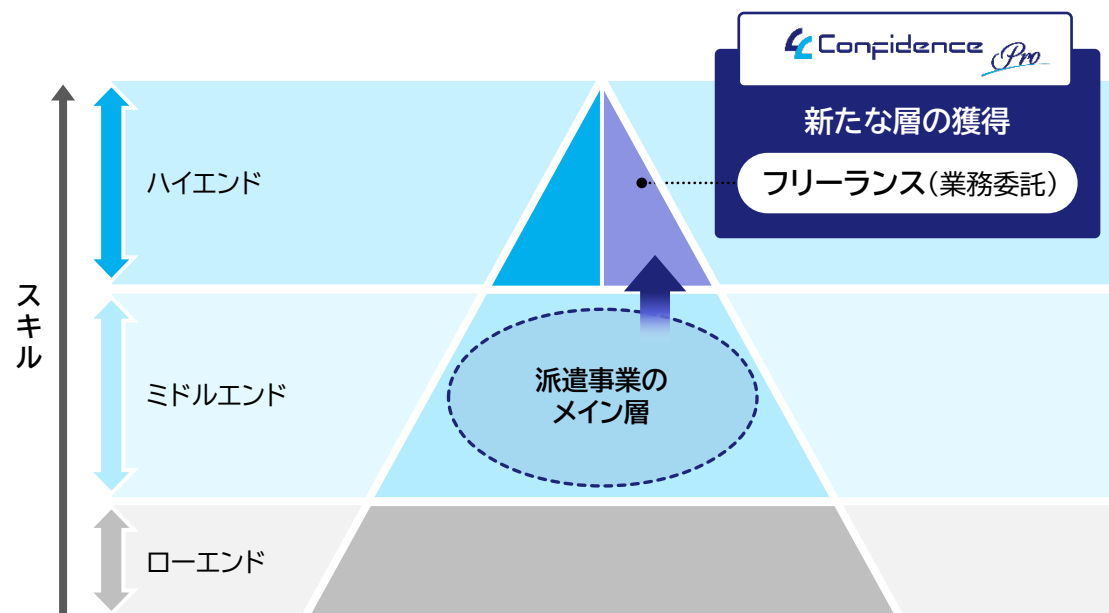 Confidence Pro
新たな層の獲得
フリーランス（業務委託）
スキル
ハイエンド
ミドルエンド
派遣事業の
メイン層
ローエンド